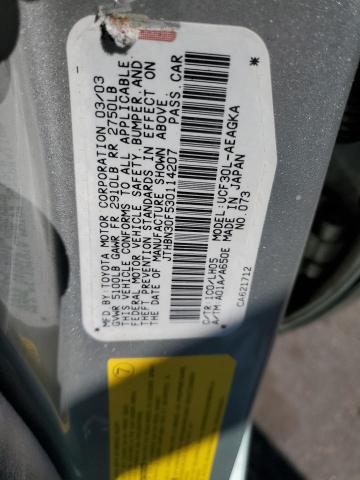 MFD.BY:TOYOTA MOTOR CORPORATION 03/03
GVWR 5100LB GAWR FR 2910LB RR 2750LB
THIS VEHICLE CONFORMS TO ALL APPLICABLE
FEDERAL MOTOR VEHICLE SAFETY, BUMPER, AND
THEFT PREVENTION STANDARDS IN EFFECT ON
THE DATE OF MANUFACTURE SHOWN ABOVE.
JTHBN30F530114207 PASS.CAR
*
*
MODEL:UCF30L-AEAGKA
C/TR 1C0/LH05 MADE IN JAPAN
A/TM A01A/A650E NO. 073
CA621712
7